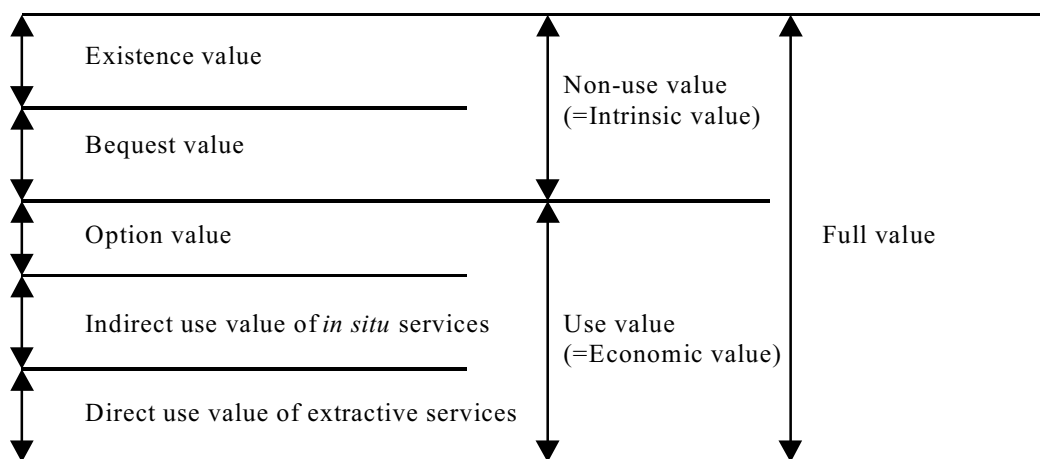 Existence value
Bequest value
Option value
Indirect use value of in situ services
Direct use value of extractive services
Non-use value
(=Intrinsic value)
Use value
(=Economic value)
Full value